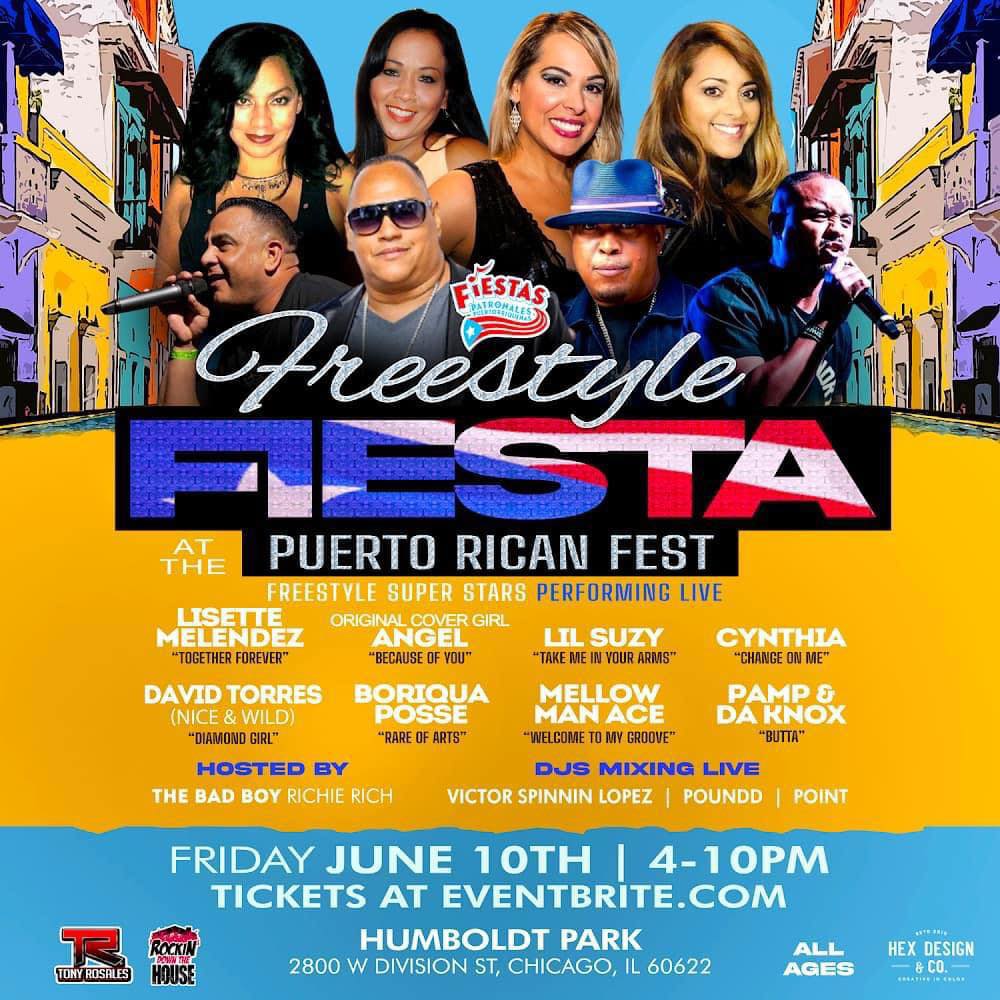 FIESTAS
PATRONALES
PUERTORRIQUEÑAS
Freestyle
FIESTA
AT THE PUERTO RICAN FEST
FREESTYLE SUPER STARS PERFORMING LIVE
LISETTE
MELENDEZ
"TOGETHER FOREVER"
ORIGINAL COVER GIRL
ANGEL
"BECAUSE OF YOU"
LIL SUZY
"TAKE ME IN YOUR ARMS"
CYNTHIA
"CHANGE ON ME"
DAVID TORRES
(NICE & WILD)
"DIAMOND GIRL"
BORIQUA
POSSE
"RARE OF ARTS"
MELLOW
MAN ACE
"WELCOME TO MY GROOVE"
PAMP &
DA KNOX
"BUTTA"
HOSTED BY
THE BAD BOY RICHIE RICH
DJS MIXING LIVE
VICTOR SPINNIN LOPEZ | POUNDD | POINT
FRIDAY JUNE 10TH | 4-10PM
TICKETS AT EVENTBRITE.COM
HUMBOLDT PARK
2800 W DIVISION ST, CHICAGO, IL 60622
TR
TONY ROSALES
ROCKIN
DOWN THE
HOUSE
ALL
AGES
HEX DESIGN
& CO.
CREATIVE IN COLOR